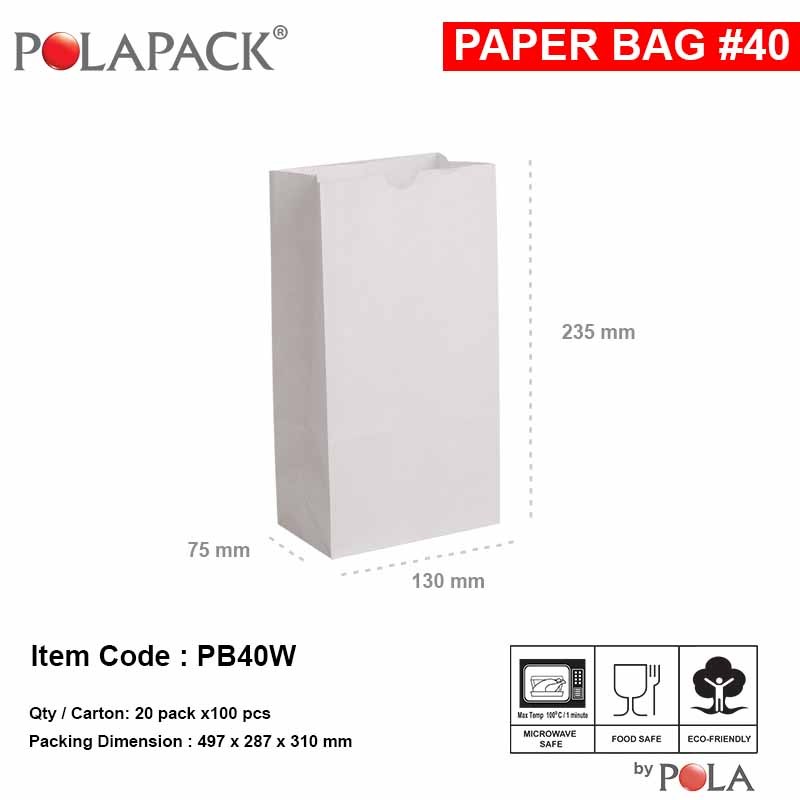 POLAPACK®
PAPER BAG #40
235 mm
75 mm
130 mm
Item Code : PB40W
Qty / Carton: 20 pack x100 pcs
Packing Dimension : 497 x 287 x 310 mm
Max Temp 100°C / 1 minute
MICROWAVE SAFE
FOOD SAFE
ECO-FRIENDLY
by POLA